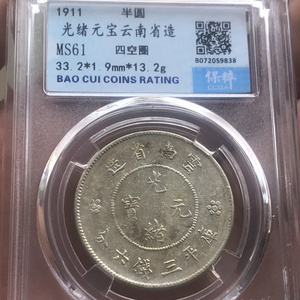 1911 半圆
光绪元宝云南省造
MS61 四空圈
33.2*1.9mm*13.2g
BAO CUI COINS RATING
B072059838
保粹
造省南雲
光緒元寶
分六錢三平庫